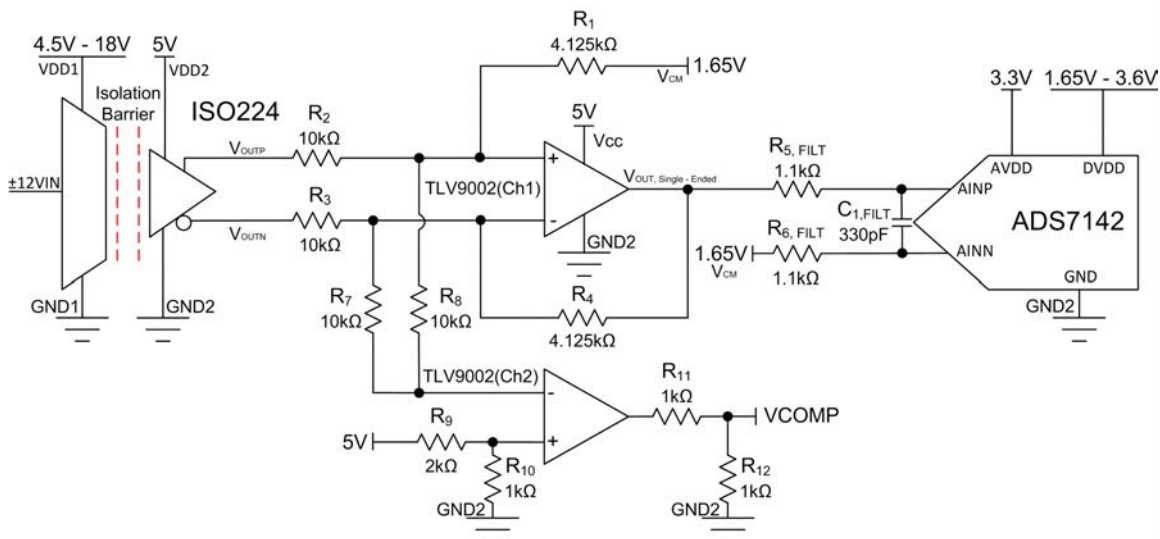 4.5V - 18V
VDD1
5V
VDD2
Isolation
Barrier
ISO224
±12VIN
GND1
GND2
VOUTP
VOUTN
R2
10kΩ
R3
10kΩ
R1
4.125kΩ
VCM
1.65V
5V
Vcc
TLV9002(Ch1)
+
-
GND2
VOUT, Single - Ended
R4
4.125kΩ
R7
10kΩ
R8
10kΩ
R5, FILT
1.1kΩ
C1,FILT
330pF
1.65V
VCM
R6, FILT
1.1kΩ
3.3V
1.65V - 3.6V
AVDD
DVDD
AINP
ADS7142
AINN
GND
GND2
TLV9002(Ch2)
-
+
5V
R9
2kΩ
R10
1kΩ
GND2
R11
1kΩ
VCOMP
R12
1kΩ
GND2